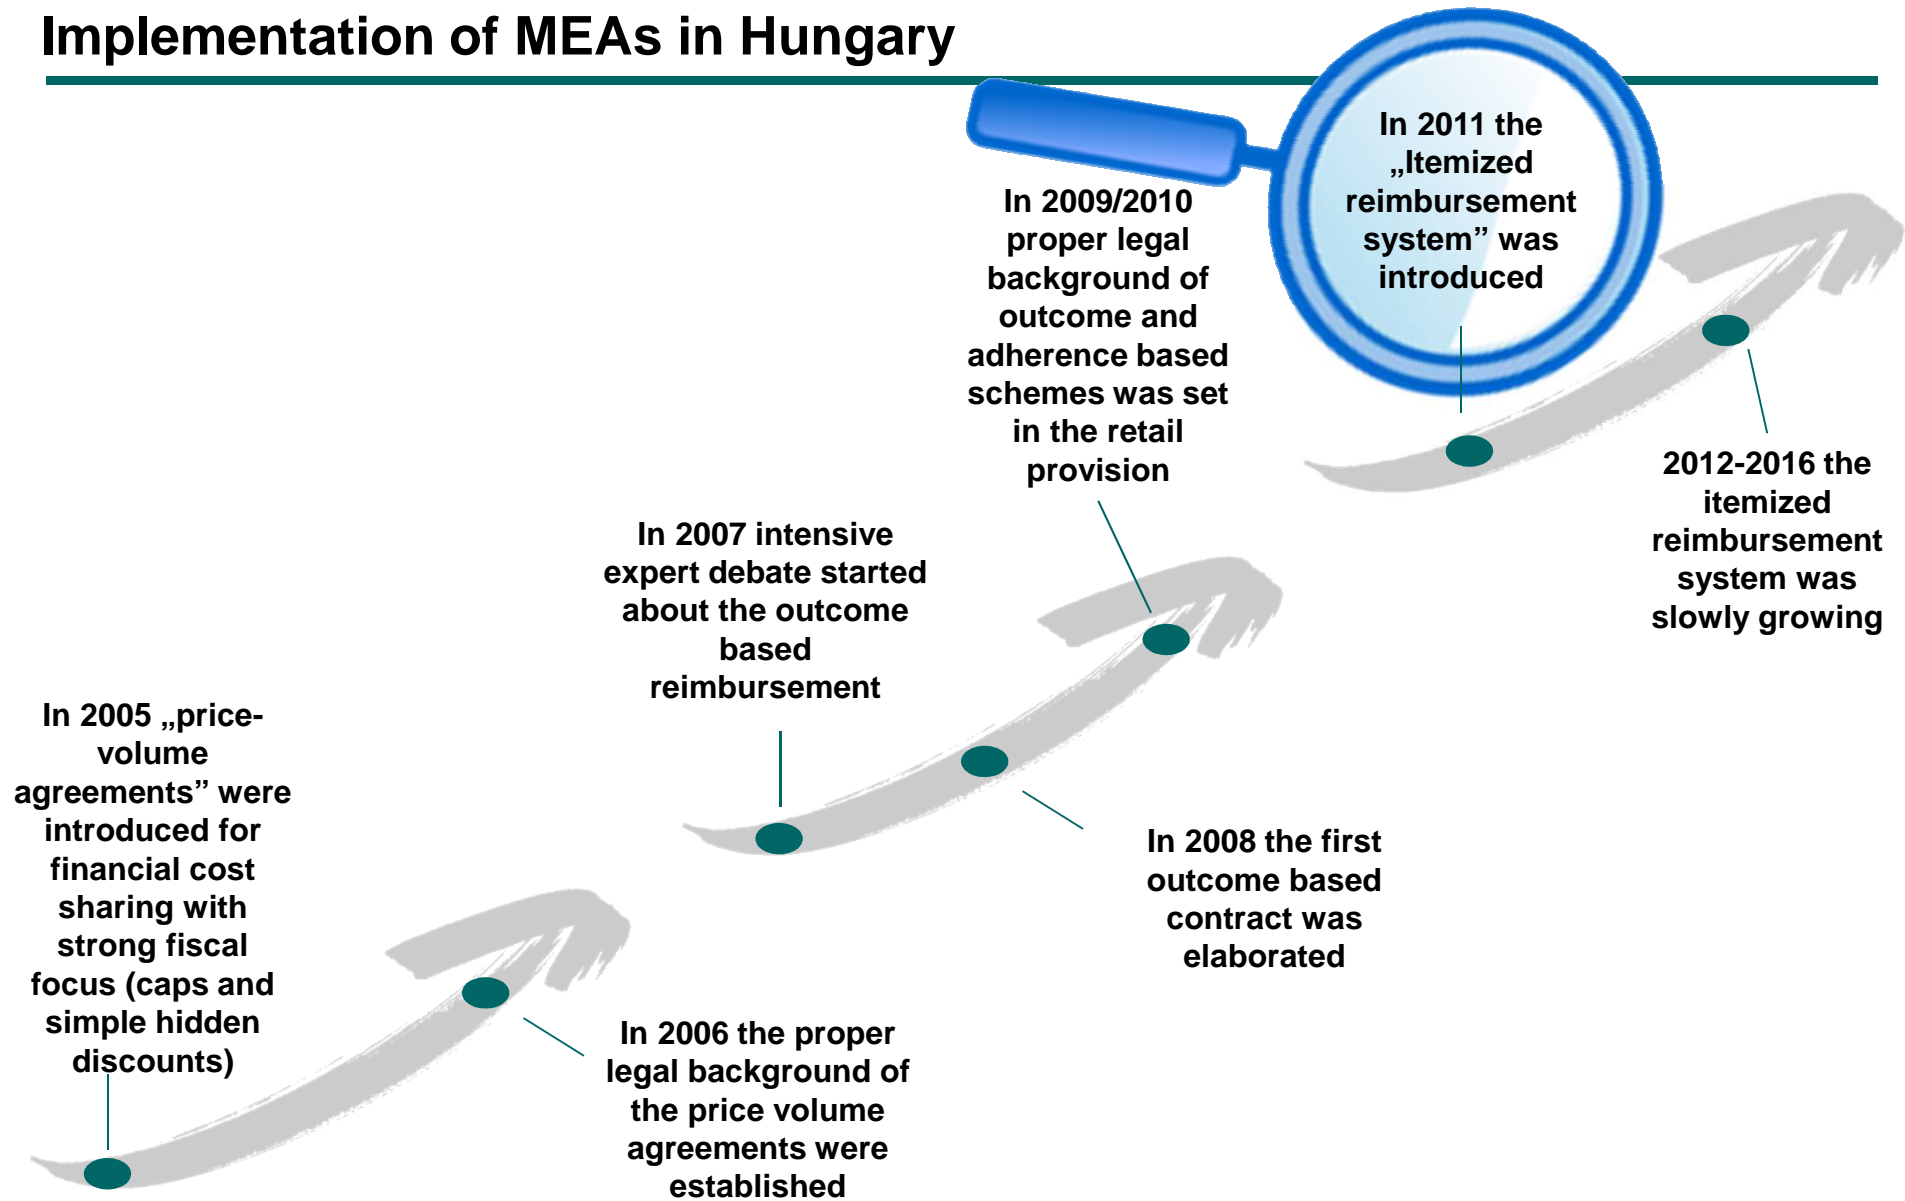 Implementation of MEAs in Hungary
In 2005 „price-
volume
agreements” were
introduced for
financial cost
sharing with
strong fiscal
focus (caps and
simple hidden
discounts)
In 2006 the proper
legal background of
the price volume
agreements were
established
In 2007 intensive
expert debate started
about the outcome
based
reimbursement
In 2008 the first
outcome based
contract was
elaborated
In 2009/2010
proper legal
background of
outcome and
adherence based
schemes was set
in the retail
provision
In 2011 the
„Itemized
reimbursement
system” was
introduced
2012-2016 the
itemized
reimbursement
system was
slowly growing